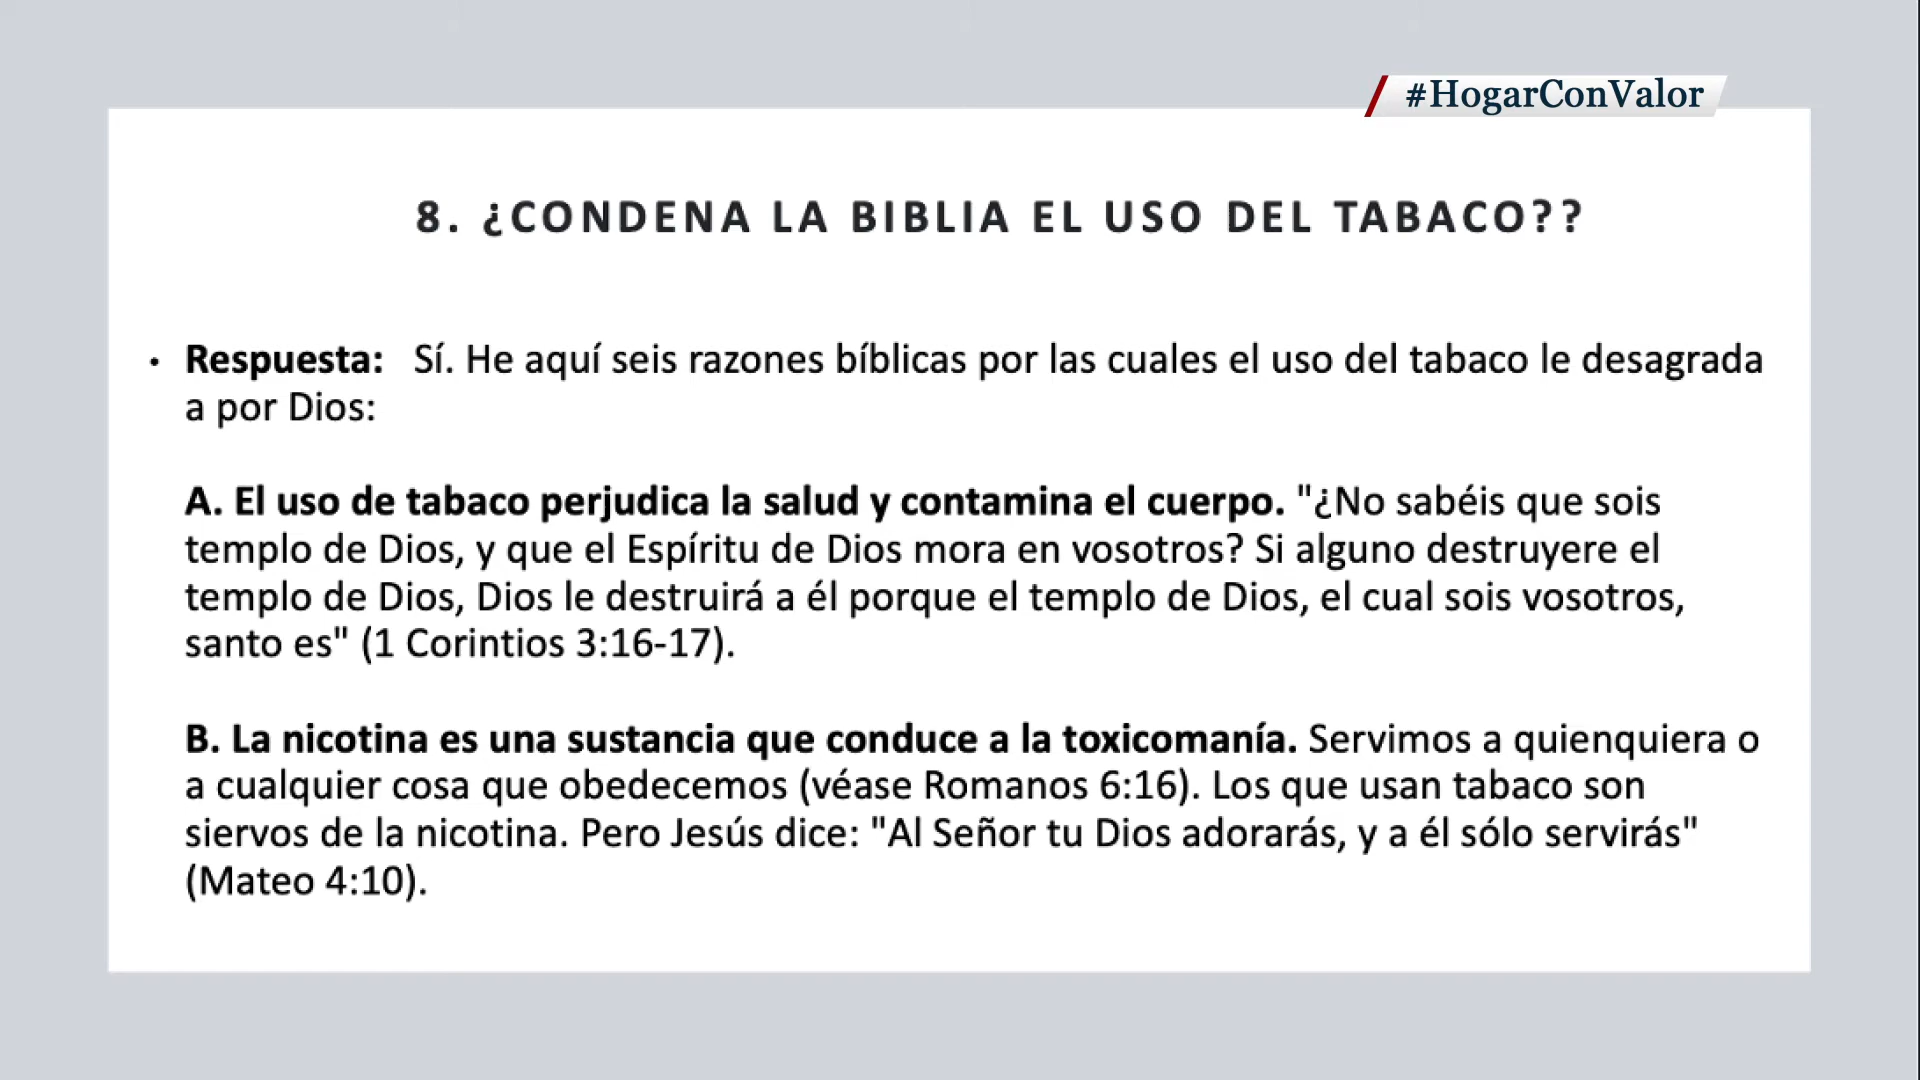 #HogarConValor
8. ¿CONDENA LA BIBLIA EL USO DEL TABACO??
• Respuesta: Sí. He aquí seis razones bíblicas por las cuales el uso del tabaco le desagrada
a por Dios:
A. El uso de tabaco perjudica la salud y contamina el cuerpo. "¿No sabéis que sois
templo de Dios, y que el Espíritu de Dios mora en vosotros? Si alguno destruyere el
templo de Dios, Dios le destruirá a él porque el templo de Dios, el cual sois vosotros,
santo es" (1 Corintios 3:16-17).
B. La nicotina es una sustancia que conduce a la toxicomanía. Servimos a quienquiera o
a cualquier cosa que obedecemos (véase Romanos 6:16). Los que usan tabaco son
siervos de la nicotina. Pero Jesús dice: "Al Señor tu Dios adorarás, y a él sólo servirás"
(Mateo 4:10).